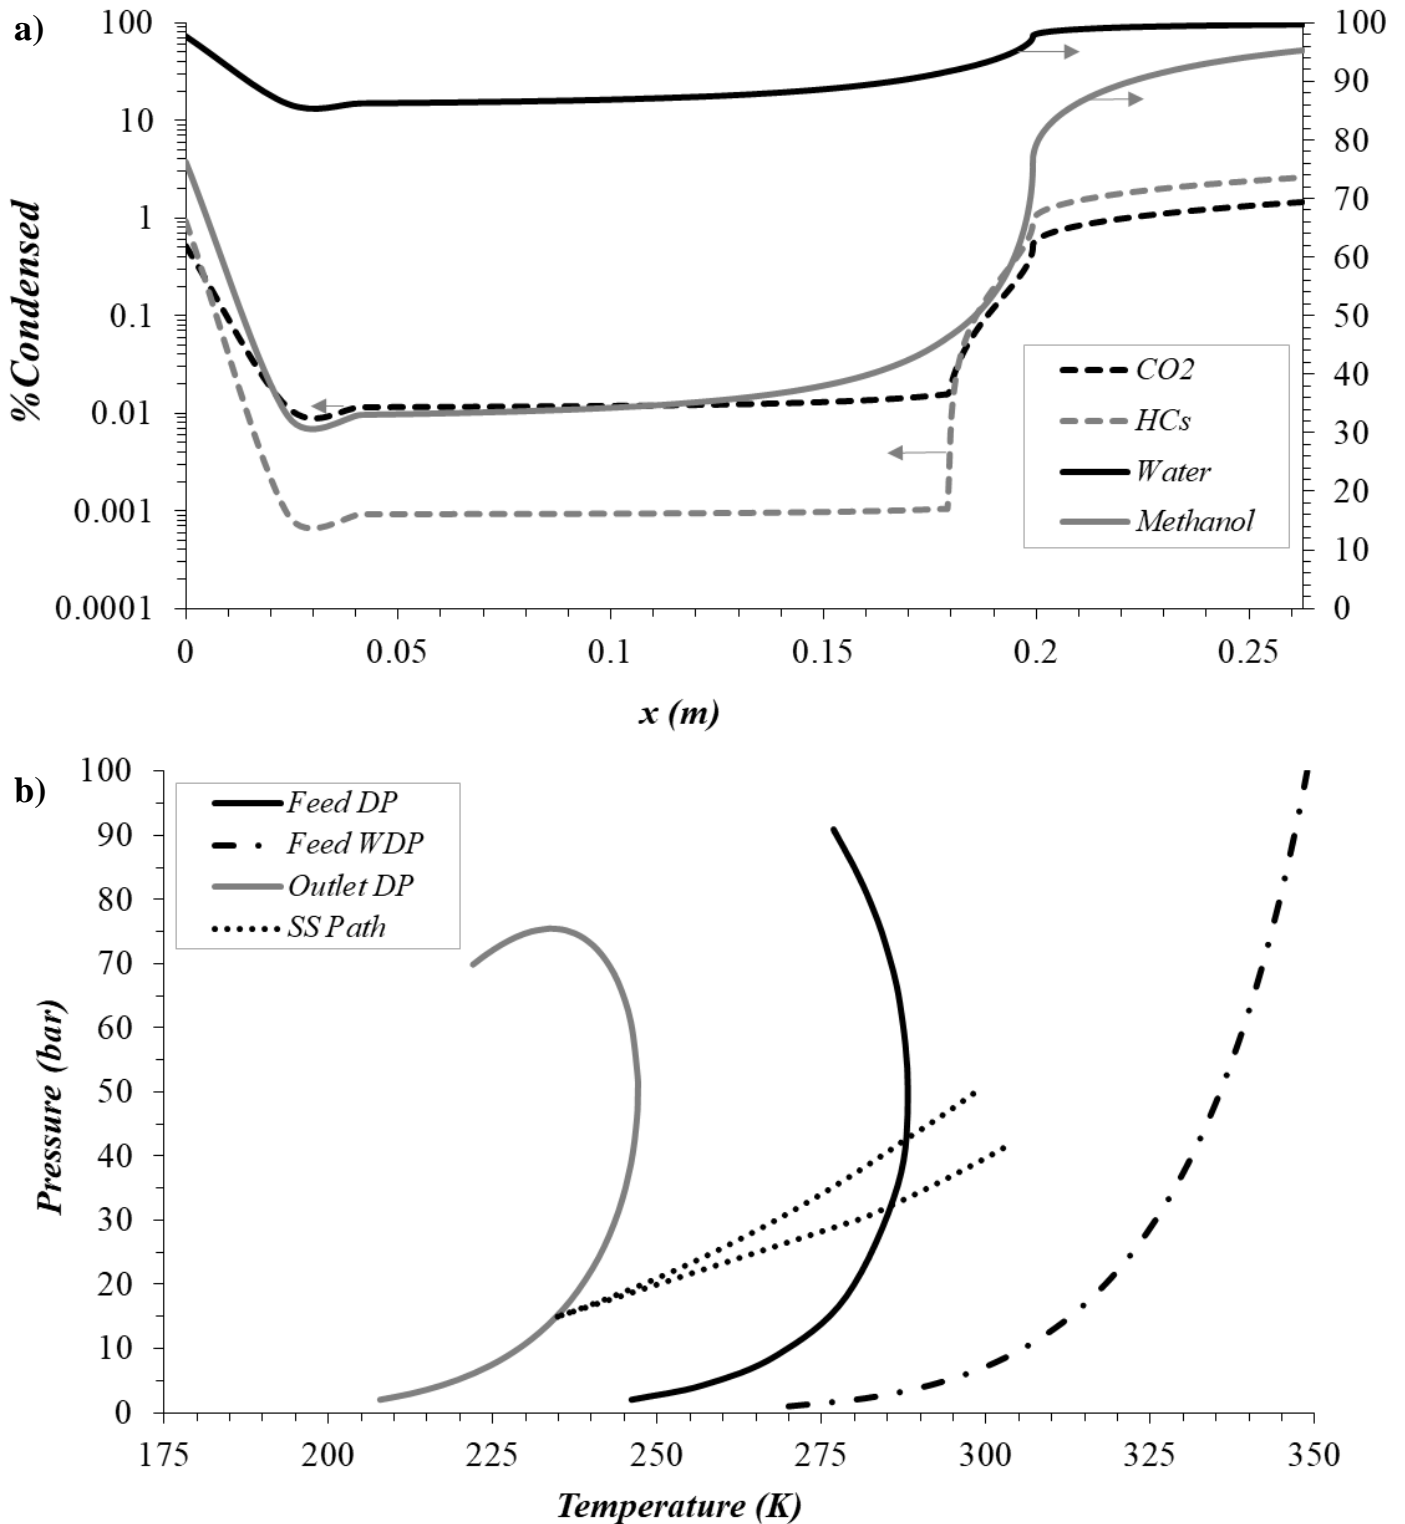 a)
100
10
1
0.1
0.01
0.001
0.0001
%Condensed
100
90
80
70
60
50
40
30
20
10
0
CO2
HCs
Water
Methanol
0 0.05 0.1 0.15 0.2 0.25
x (m)
b)
100
90
80
70
60
50
40
30
20
10
0
Pressure (bar)
Feed DP
Feed WDP
Outlet DP
SS Path
175 200 225 250 275 300 325 350
Temperature (K)